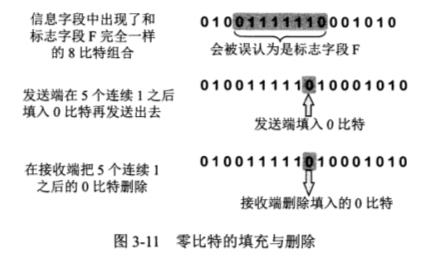 信息字段中出现了和
标志字段 F 完全一样
的 8 比特组合
01001111110001010
会被误认为是标志字段 F
发送端在 5 个连续 1 之后
填入 0 比特再发送出去
010011111010001010
发送端填入 0 比特
在接收端把 5 个连续 1
之后的 0 比特删除
010011111010001010
接收端删除填入的 0 比特
图 3-11 零比特的填充与删除